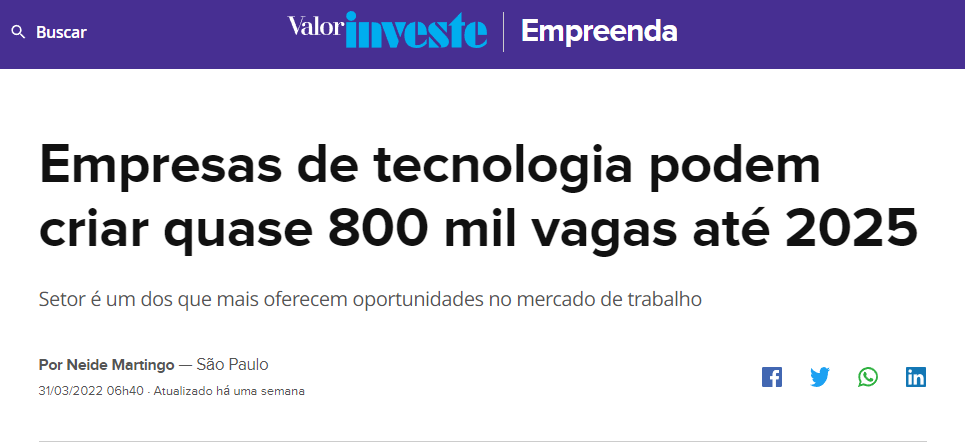 Buscar
Valor investe
Empreenda
Empresas de tecnologia podem
criar quase 800 mil vagas até 2025
Setor é um dos que mais oferecem oportunidades no mercado de trabalho
Por Neide Martingo — São Paulo
31/03/2022 06h40 · Atualizado há uma semana